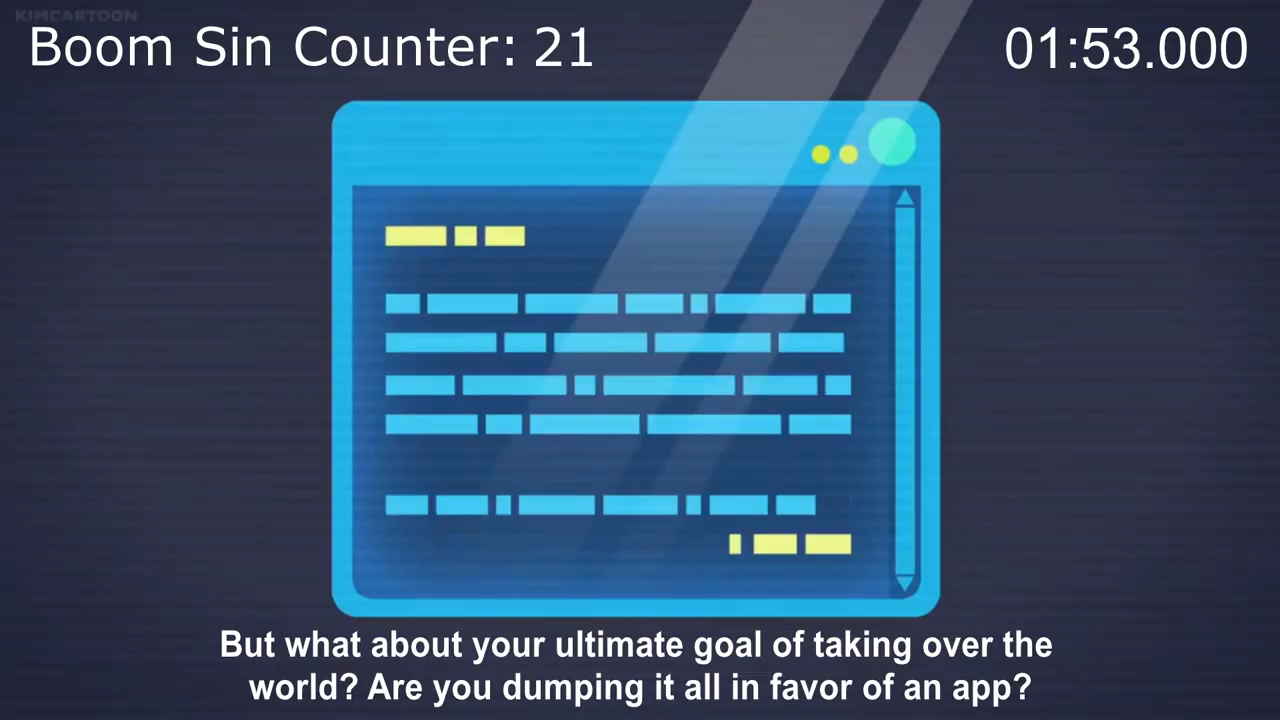 KIMCARTOON
Boom Sin Counter: 21
01:53.000
But what about your ultimate goal of taking over the
world? Are you dumping it all in favor of an app?